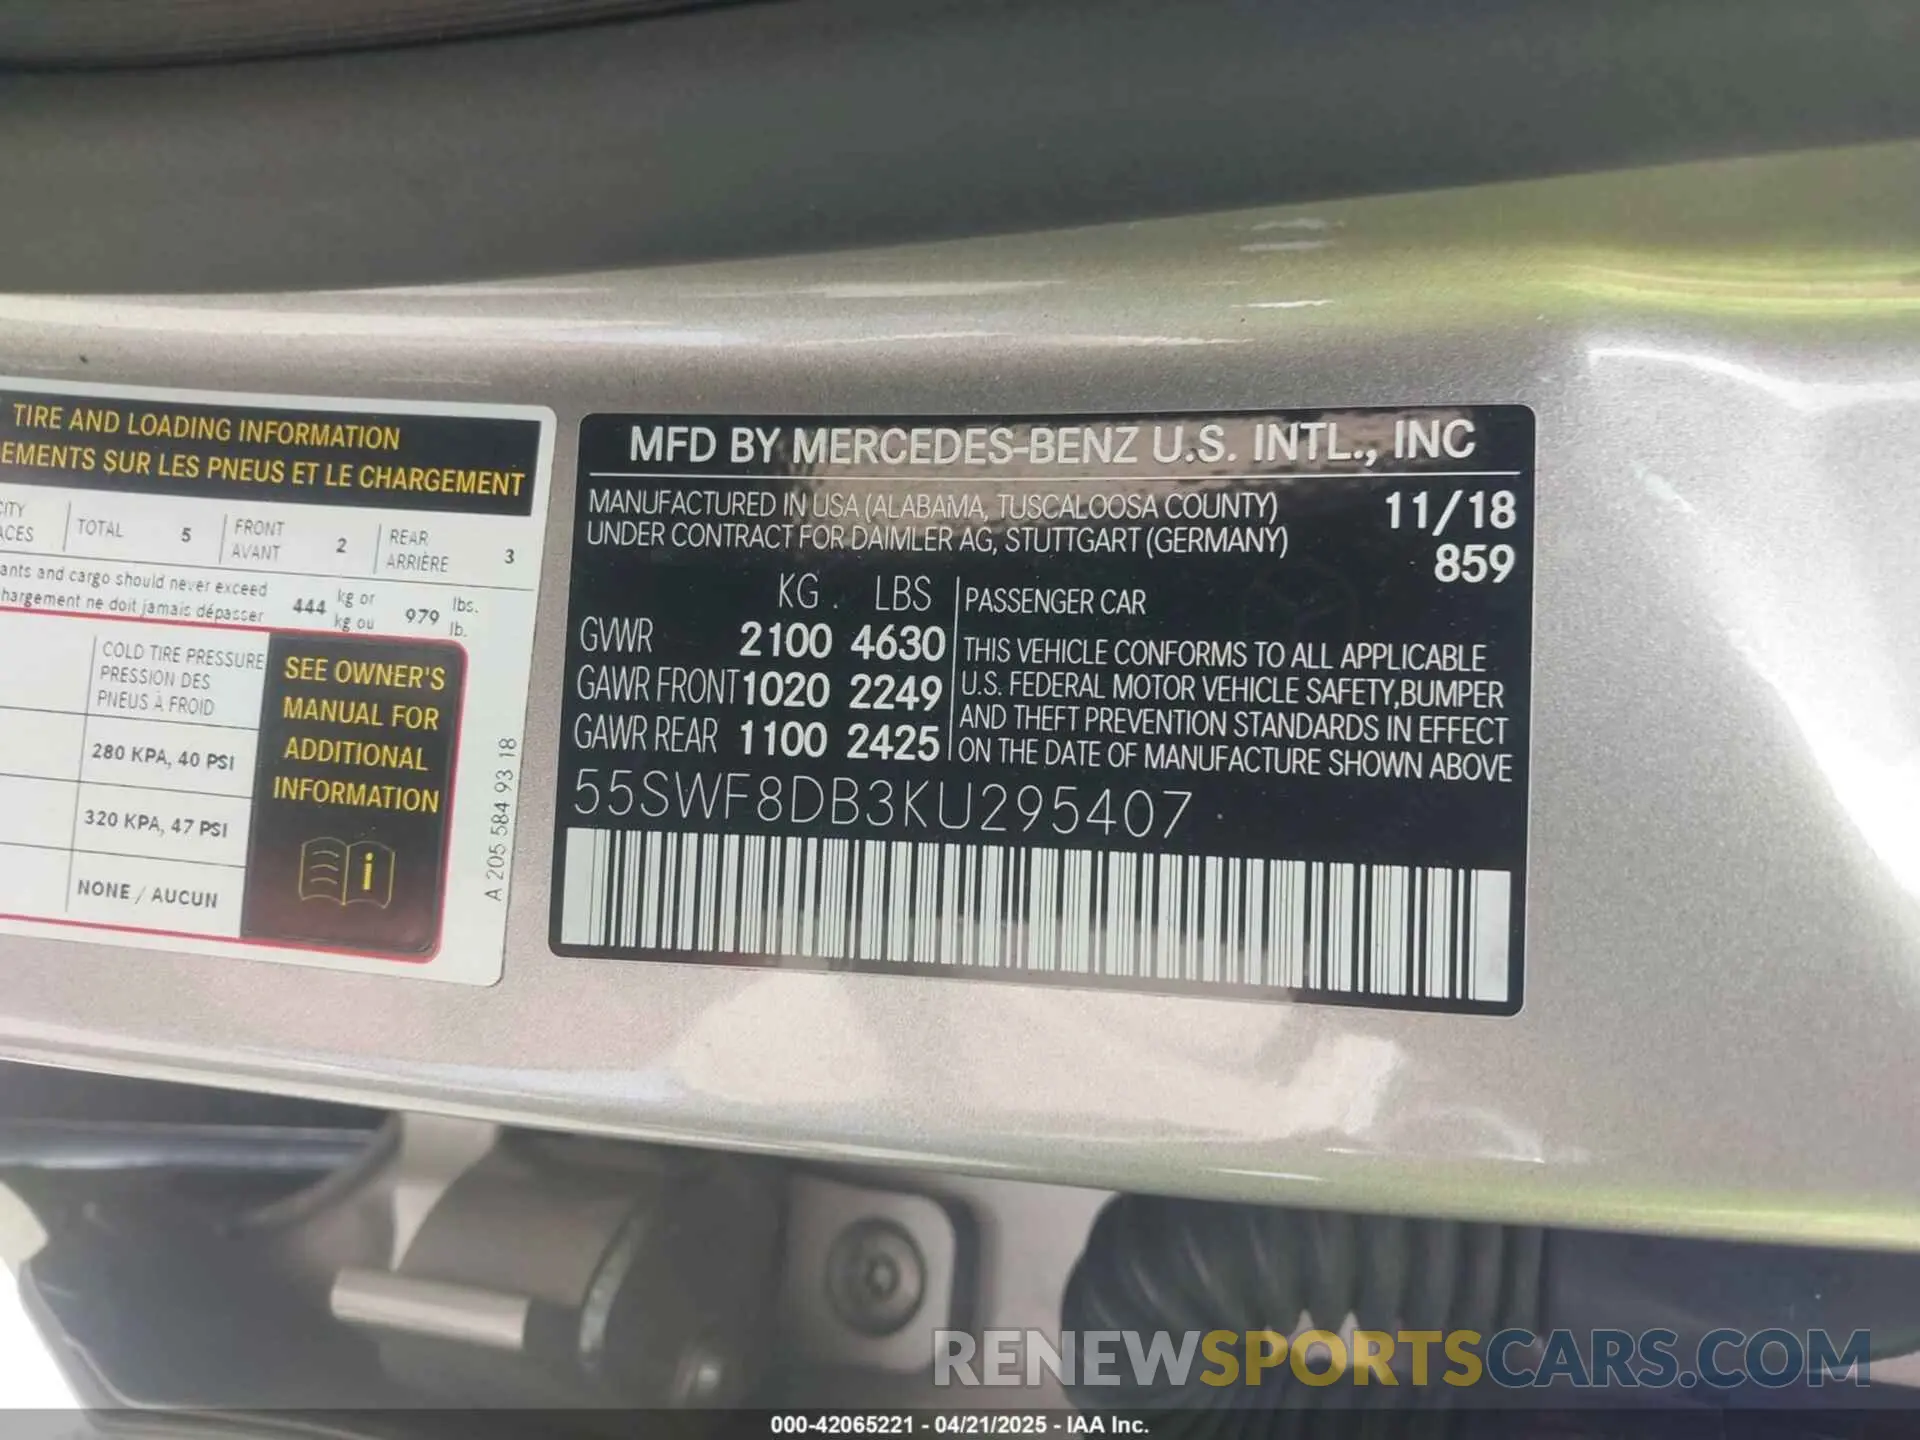 TIRE AND LOADING INFORMATION
SUR LES PNEUS ET LE CHARGEMENT
TOTAL 5 FRONT AVANT 2 REAR ARRIÈRE 3
and cargo should never exceed 444 kg or 979 lbs.
ne doit jamais dépasser kg ou lb.
COLD TIRE PRESSURE
PRESSION DES
PNEUS À FROID
280 KPA, 40 PSI
320 KPA, 47 PSI
NONE / AUCUN
SEE OWNER'S
MANUAL FOR
ADDITIONAL
INFORMATION
i
A 205 584 93 18
MFD BY MERCEDES-BENZ U.S. INTL., INC
MANUFACTURED IN USA (ALABAMA, TUSCALOOSA COUNTY) 11/18
UNDER CONTRACT FOR DAIMLER AG, STUTTGART (GERMANY) 859
KG LBS
GVWR 2100 4630
GAWR FRONT 1020 2249
GAWR REAR 1100 2425
PASSENGER CAR
THIS VEHICLE CONFORMS TO ALL APPLICABLE
U.S. FEDERAL MOTOR VEHICLE SAFETY, BUMPER
AND THEFT PREVENTION STANDARDS IN EFFECT
ON THE DATE OF MANUFACTURE SHOWN ABOVE
55SWF8DB3KU295407
RENEWSPORTSCARS.COM
000-42065221 - 04/21/2025 - IAA Inc.